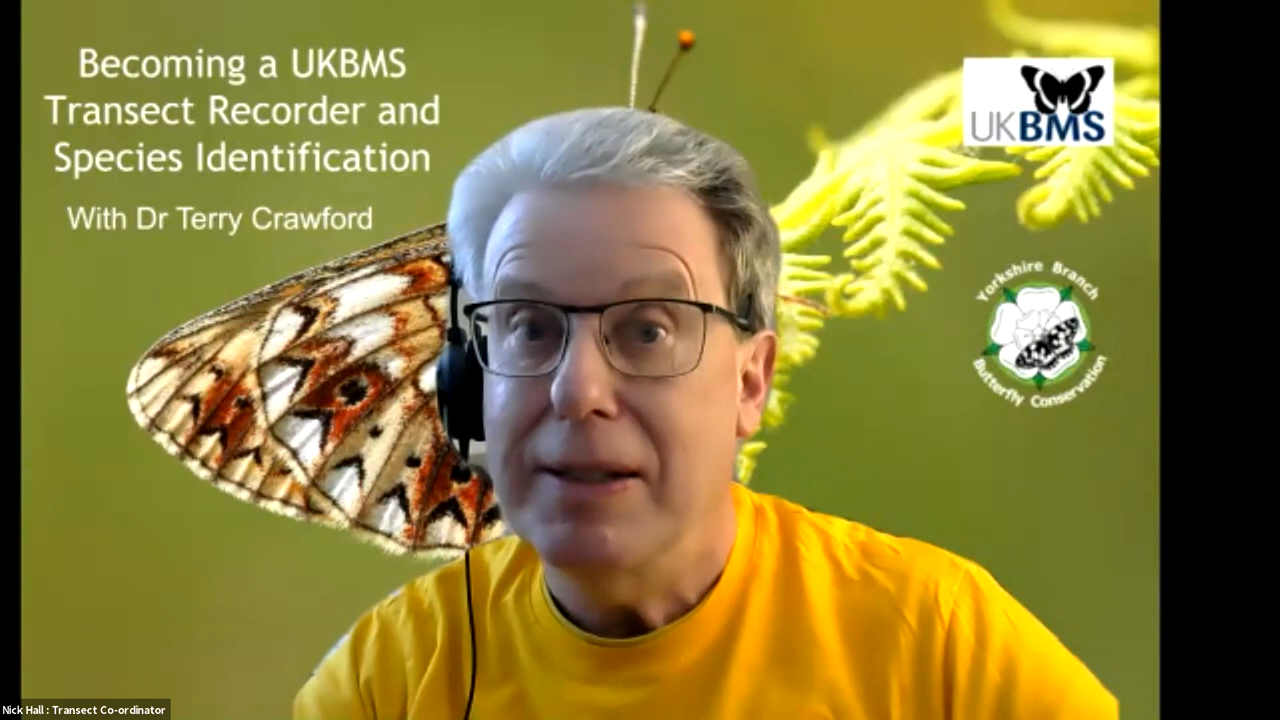 Becoming a UKBMS
Transect Recorder and
Species Identification
With Dr Terry Crawford
UKBMS
Yorkshire Branch
Butterfly Conservation
Nick Hall : Transect Co-ordinator